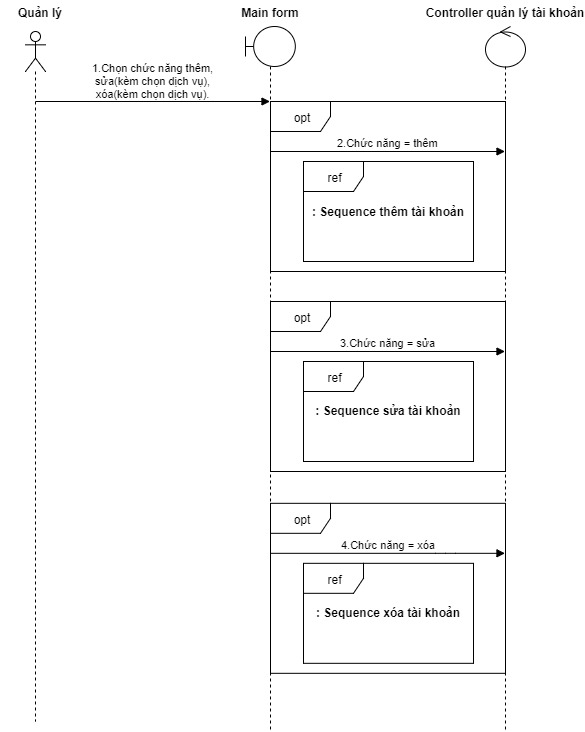 Quản lý
Main form
Controller quản lý tài khoản
1.Chọn chức năng thêm,
sửa(kèm chọn dịch vụ),
xóa(kèm chọn dịch vụ).
opt
2.Chức năng = thêm
ref
: Sequence thêm tài khoản
opt
3.Chức năng = sửa
ref
: Sequence sửa tài khoản
opt
4.Chức năng = xóa
ref
: Sequence xóa tài khoản